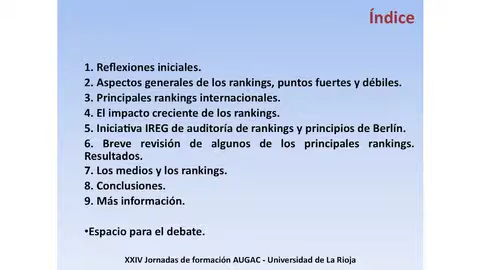 Índice
1. Reflexiones iniciales.
2. Aspectos generales de los rankings, puntos fuertes y débiles.
3. Principales rankings internacionales.
4. El impacto creciente de los rankings.
5. Iniciativa IREG de auditoría de rankings y principios de Berlín.
6. Breve revisión de algunos de los principales rankings.
Resultados.
7. Los medios y los rankings.
8. Conclusiones.
9. Más información.
•Espacio para el debate.
XXIV Jornadas de formación AUGAC - Universidad de La Rioja